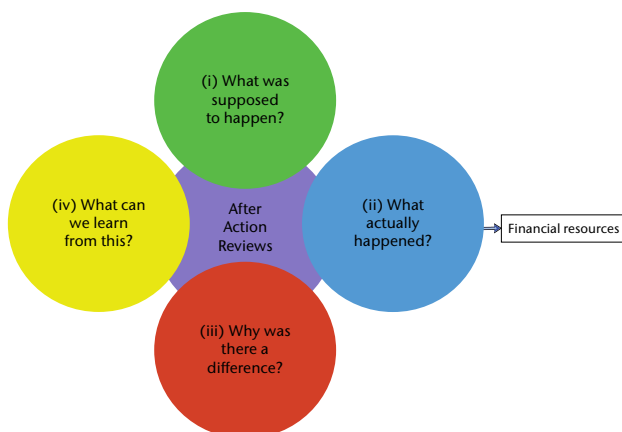 (i) What was
supposed
to happen?
(iv) What can
we learn
from this?
After
Action
Reviews
(ii) What
actually
happened?
Financial resources
(iii) Why was
there a
difference?